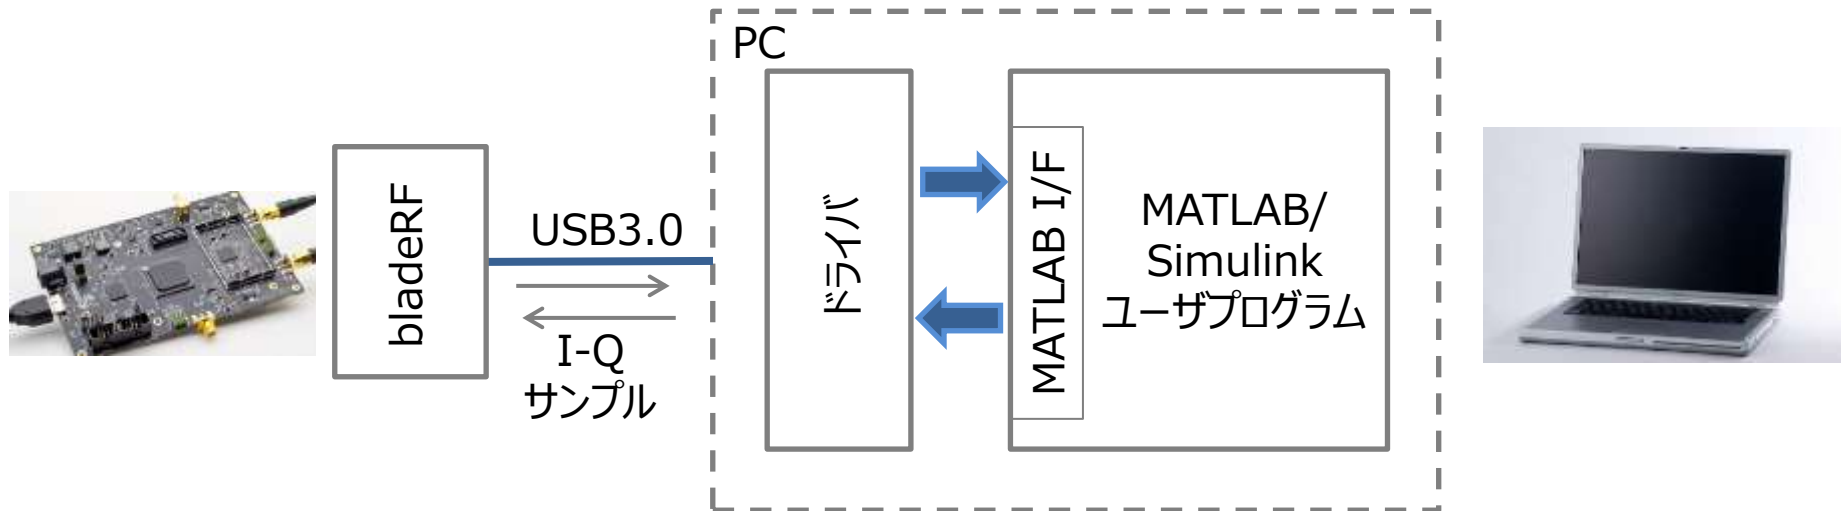 PC
bladeRF
USB3.0
I-Q
サンプル
ドライバ
MATLAB I/F
MATLAB/
Simulink
ユーザプログラム